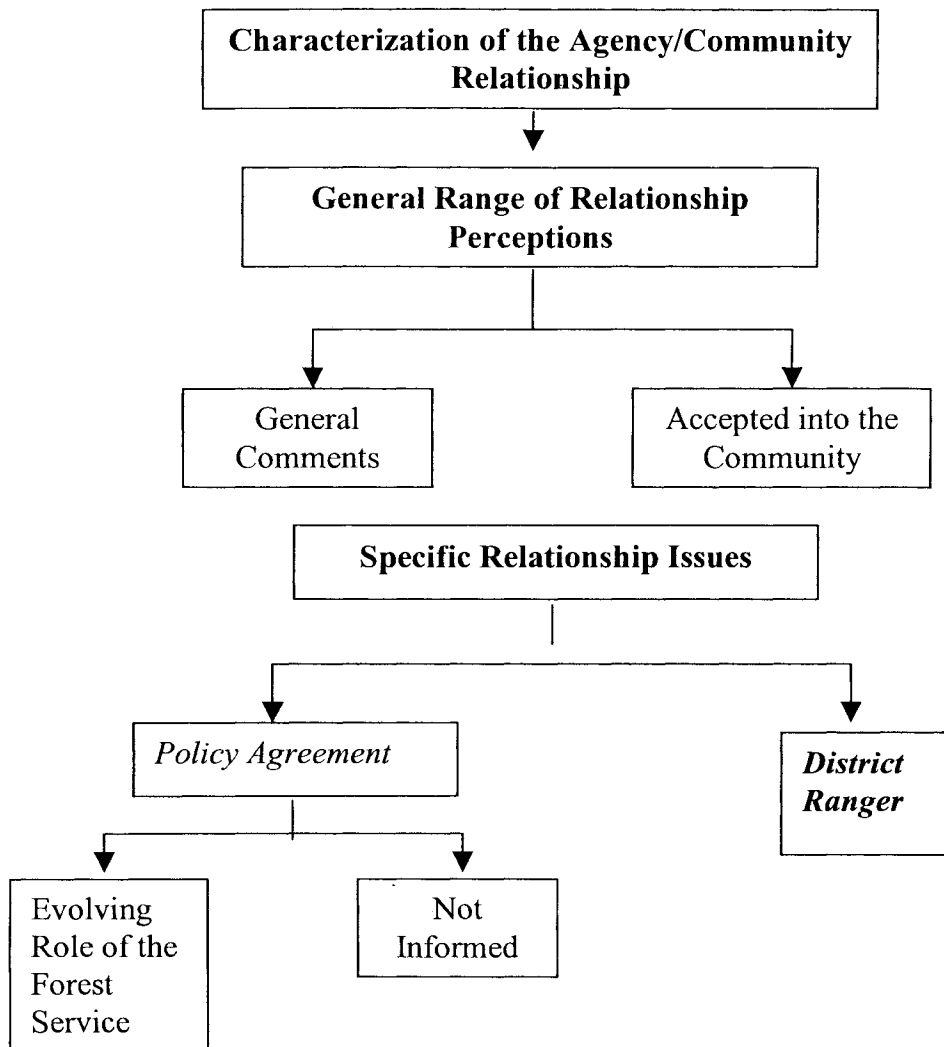 Characterization of the Agency/Community
Relationship
General Range of Relationship
Perceptions
General
Comments
Accepted into the
Community
Specific Relationship Issues
Policy Agreement
District
Ranger
Evolving
Role of the
Forest
Service
Not
Informed